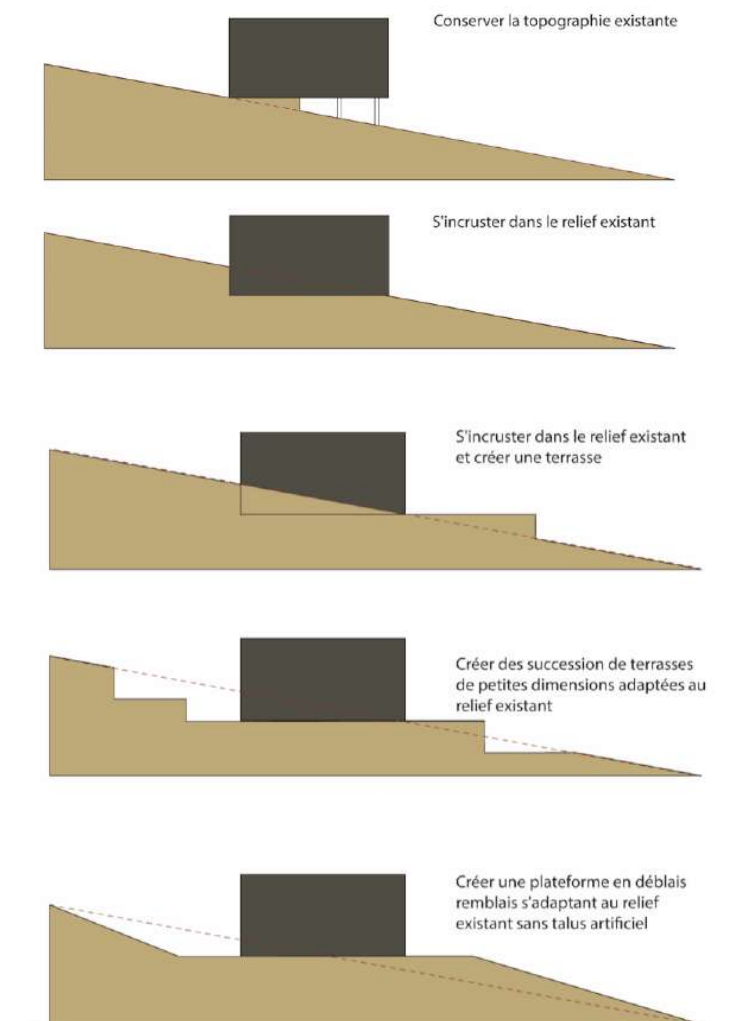 Conserver la topographie existante
S'incruster dans le relief existant
S'incruster dans le relief existant
et créer une terrasse
Créer des succession de terrasses
de petites dimensions adaptées au
relief existant
Créer une plateforme en déblais
remblais s'adaptant au relief
existant sans talus artificiel